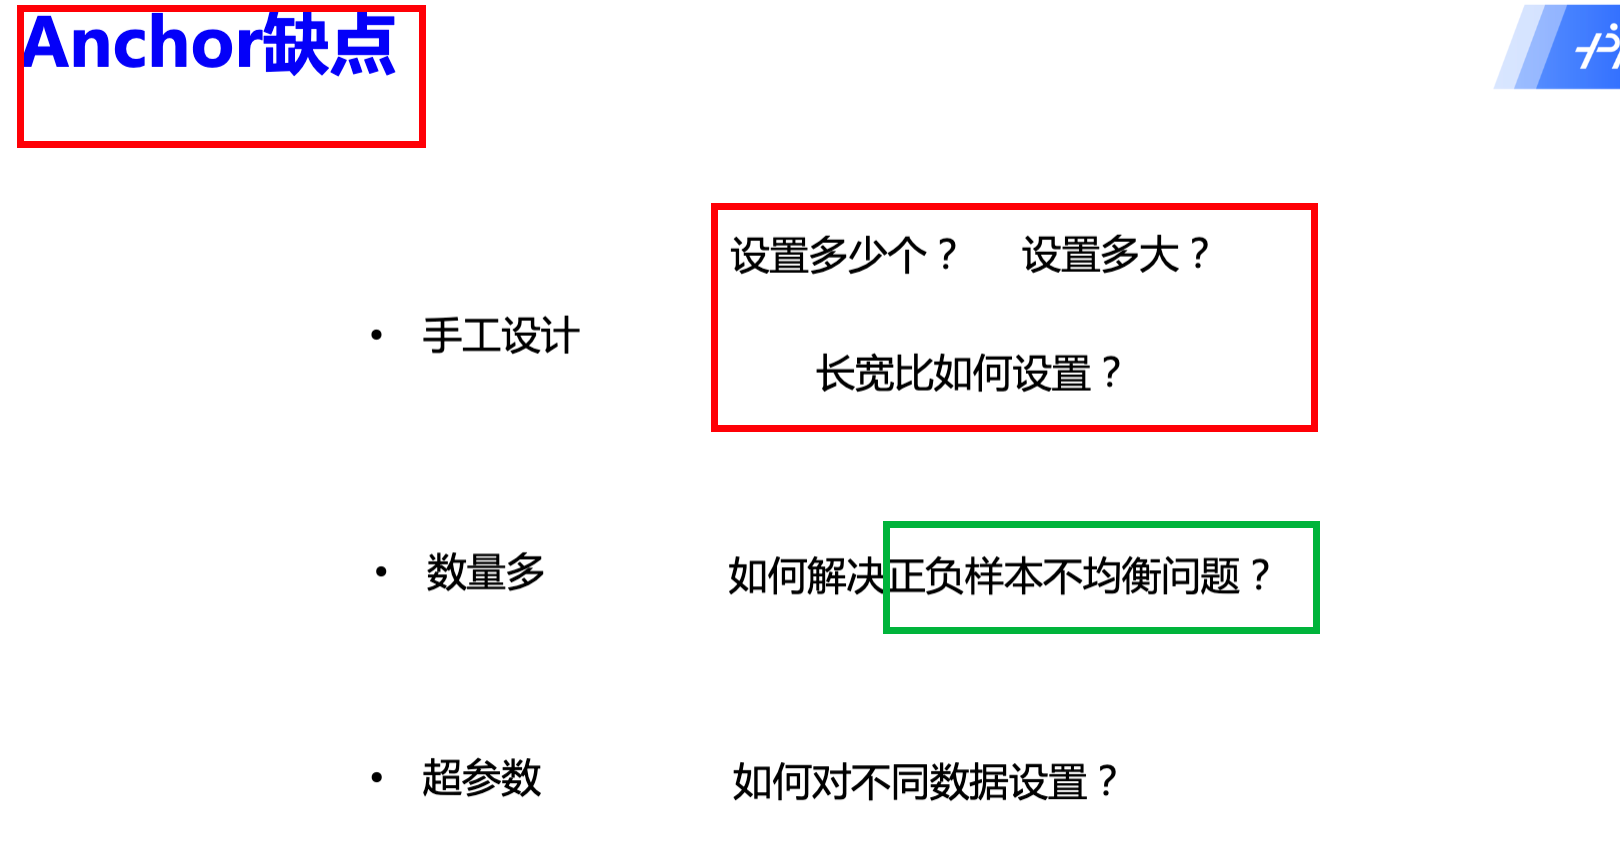 Anchor缺点
设置多少个？ 设置多大？
• 手工设计
长宽比如何设置？
• 数量多 如何解决正负样本不均衡问题？
• 超参数 如何对不同数据设置？